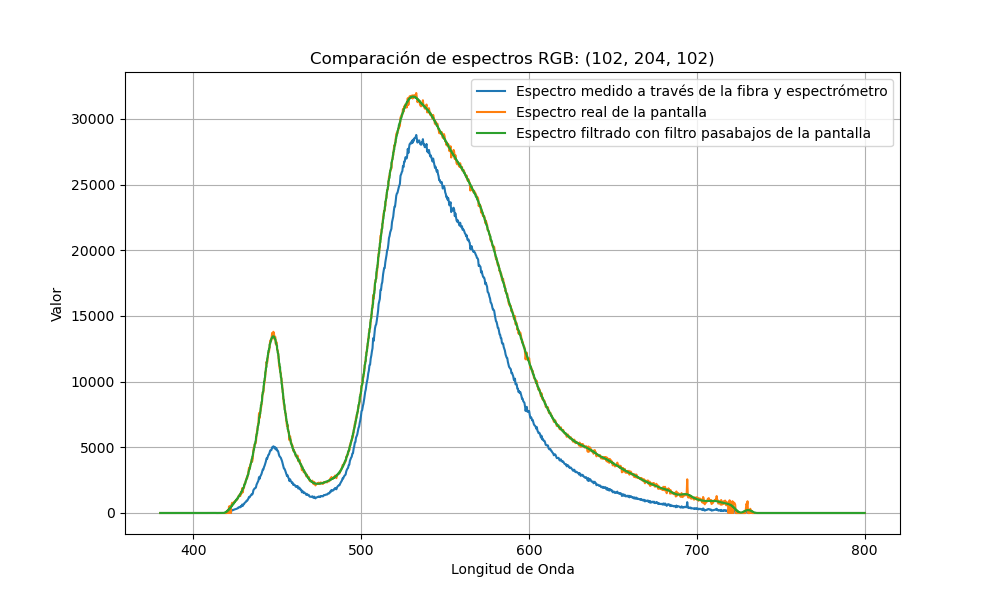 Comparación de espectros RGB: (102, 204, 102)
Espectro medido a través de la fibra y espectrómetro
Espectro real de la pantalla
Espectro filtrado con filtro pasabajos de la pantalla
Valor
30000
25000
20000
15000
10000
5000
0
400
500
600
700
800
Longitud de Onda